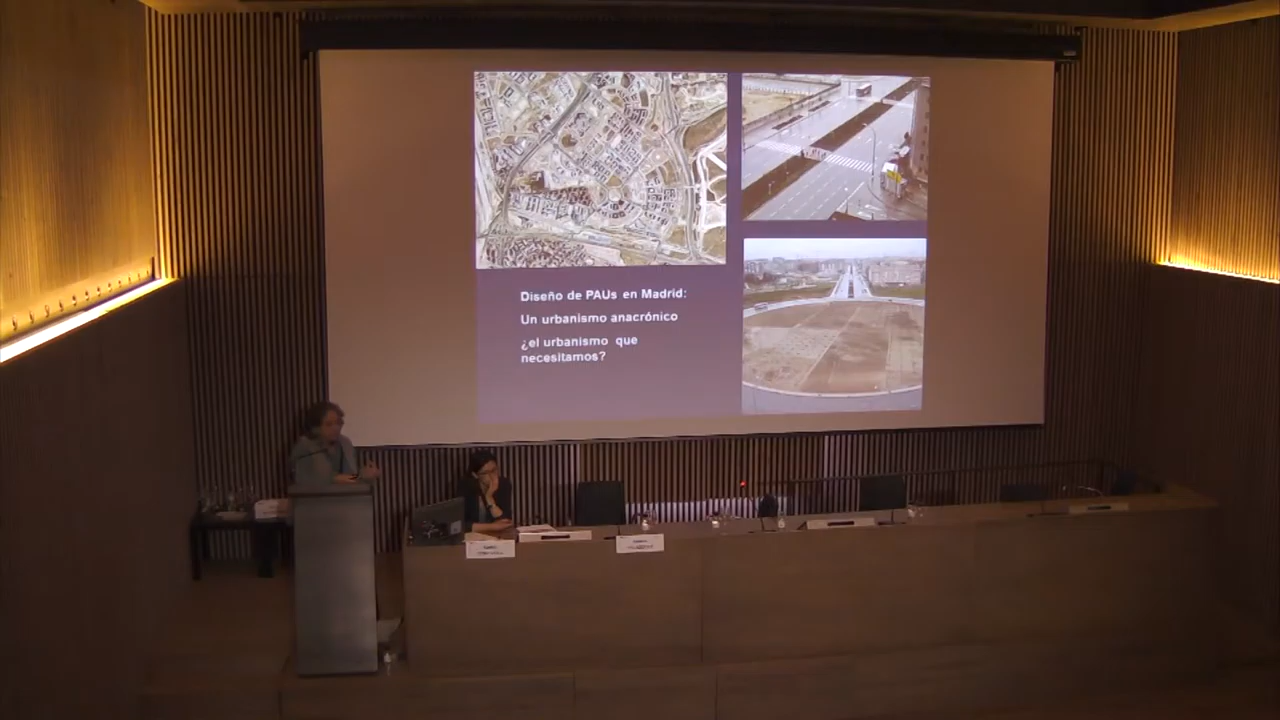 Diseño de PAUs en Madrid:
Un urbanismo anacrónico
¿el urbanismo que
necesitamos?